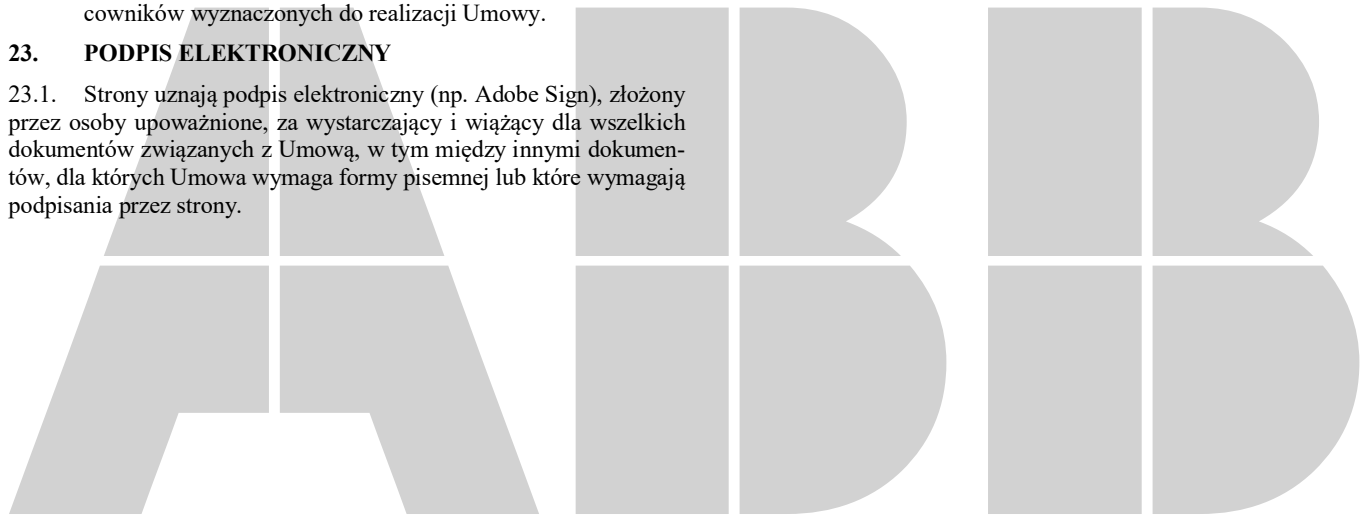 cowników wyznaczonych do realizacji Umowy.
23. PODPIS ELEKTRONICZNY
23.1. Strony uznają podpis elektroniczny (np. Adobe Sign), złożony
przez osoby upoważnione, za wystarczający i wiążący dla wszelkich
dokumentów związanych z Umową, w tym między innymi dokumen-
tów, dla których Umowa wymaga formy pisemnej lub które wymagają
podpisania przez strony.
ABB